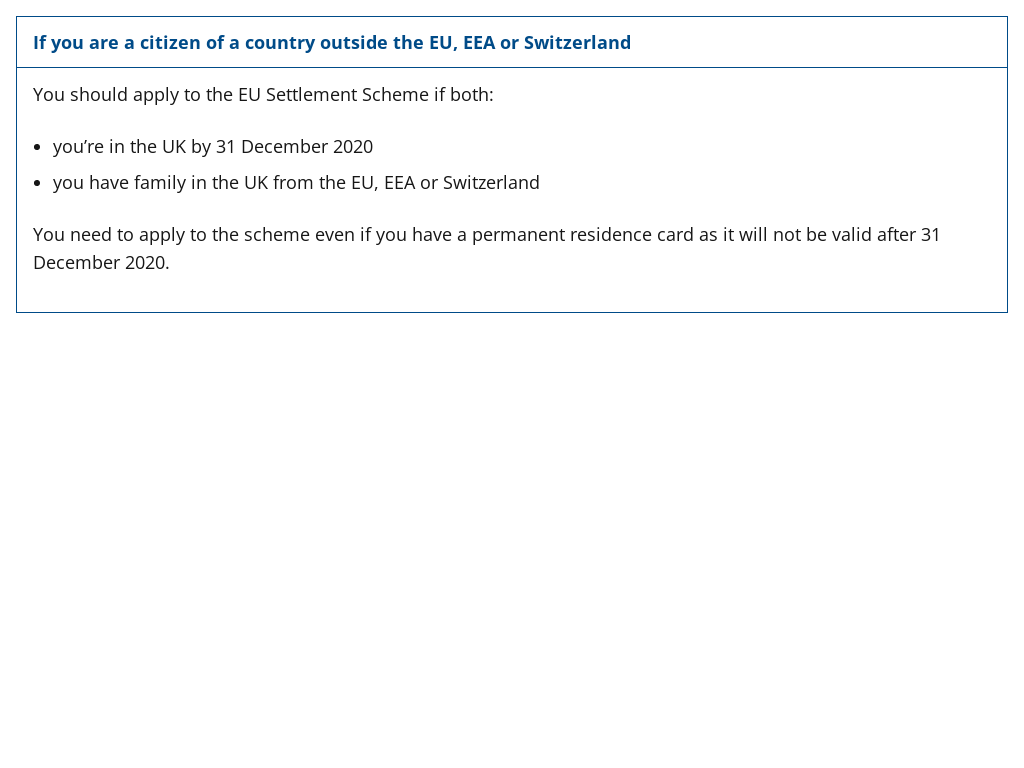 If you are a citizen of a country outside the EU, EEA or Switzerland
You should apply to the EU Settlement Scheme if both:
• you’re in the UK by 31 December 2020
• you have family in the UK from the EU, EEA or Switzerland
You need to apply to the scheme even if you have a permanent residence card as it will not be valid after 31
December 2020.